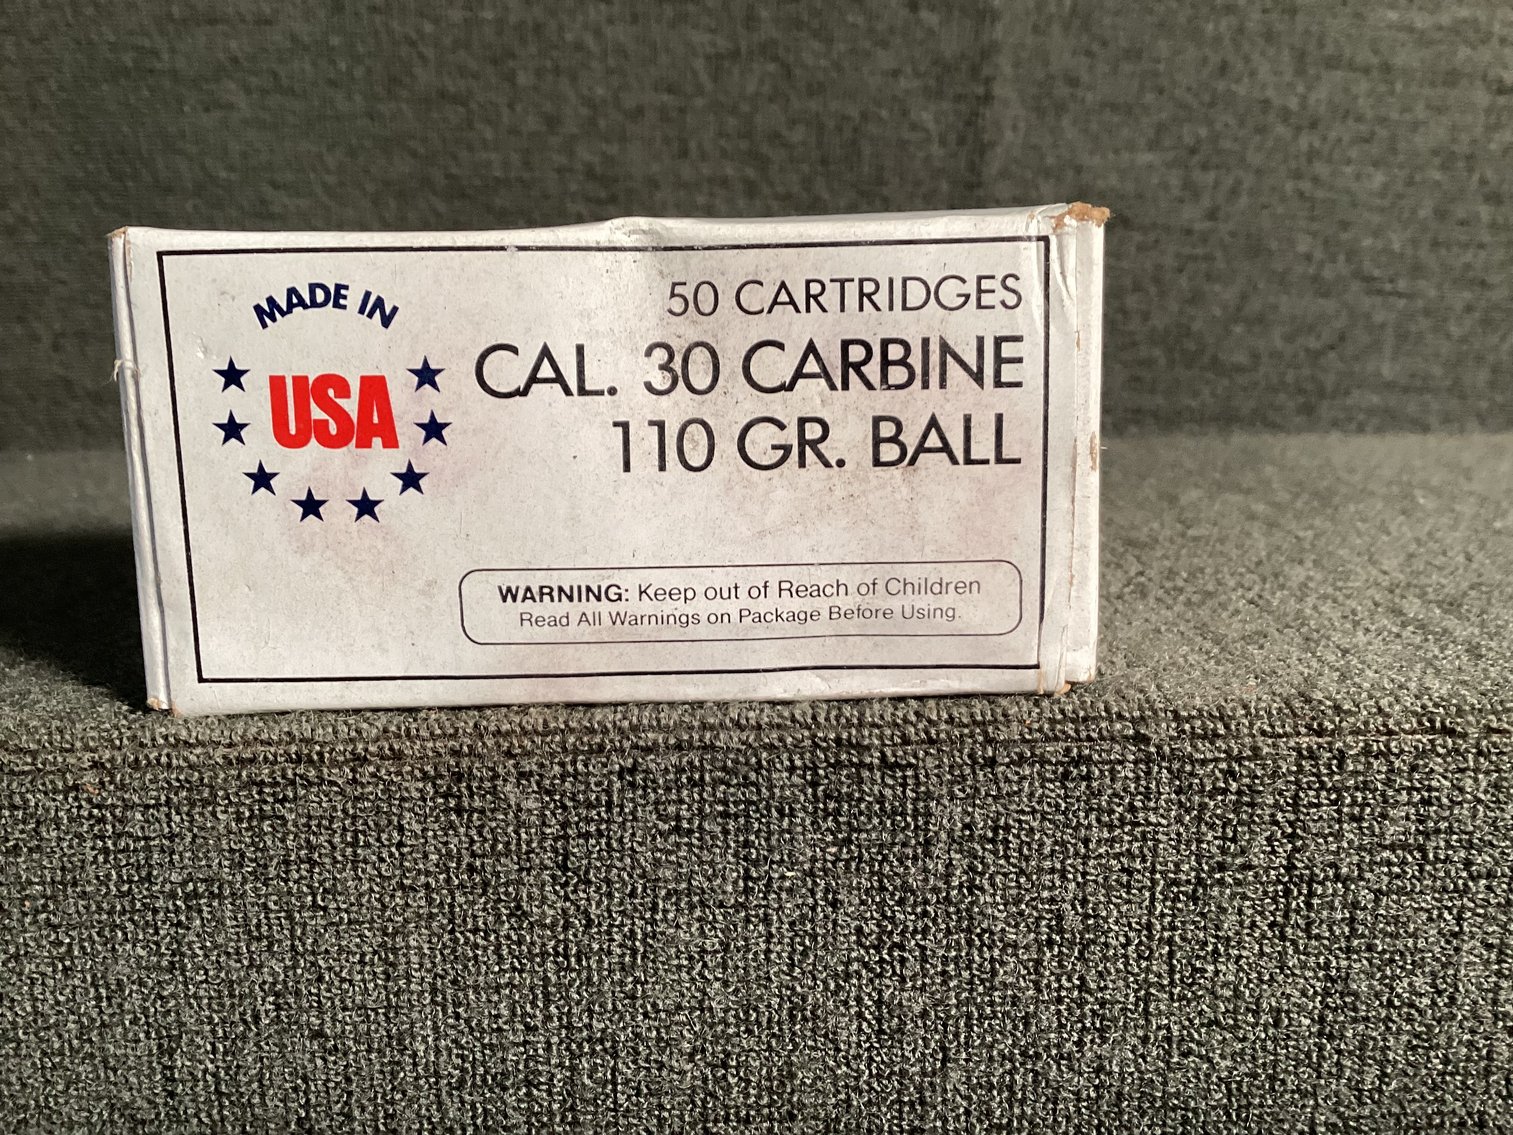 MADE IN
USA
50 CARTRIDGES
CAL. 30 CARBINE
110 GR. BALL
WARNING: Keep out of Reach of Children
Read All Warnings on Package Before Using.